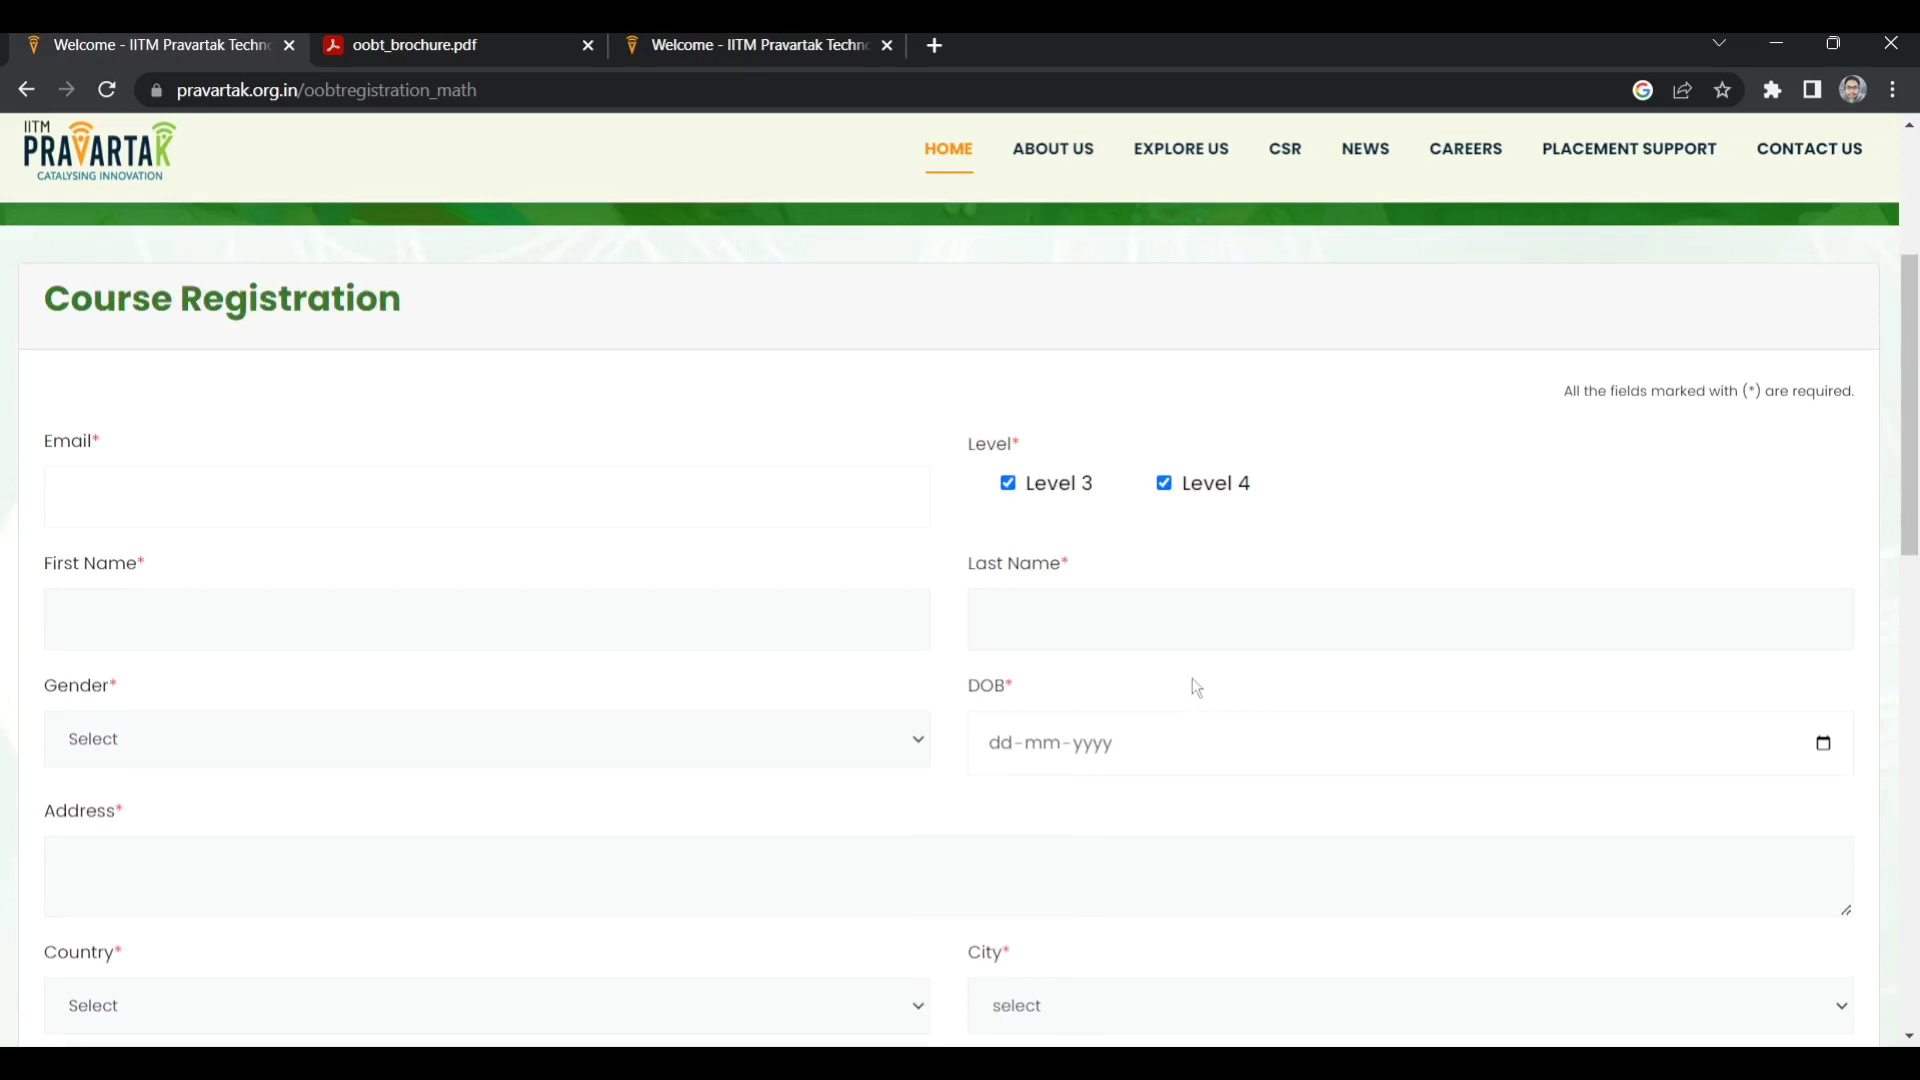 Welcome - IITM Pravartak Techno
oobt_brochure.pdf
Welcome - IITM Pravartak Techno
pravartak.org.in/oobtregistration_math
IITM
PRAVARTAK
CATALYSING INNOVATION
HOME
ABOUT US
EXPLORE US
CSR
NEWS
CAREERS
PLACEMENT SUPPORT
CONTACT US
Course Registration
All the fields marked with (*) are required.
Email*
Level*
Level 3
Level 4
First Name*
Last Name*
Gender*
DOB*
Select
dd-mm-yyyy
Address*
Country*
City*
Select
select